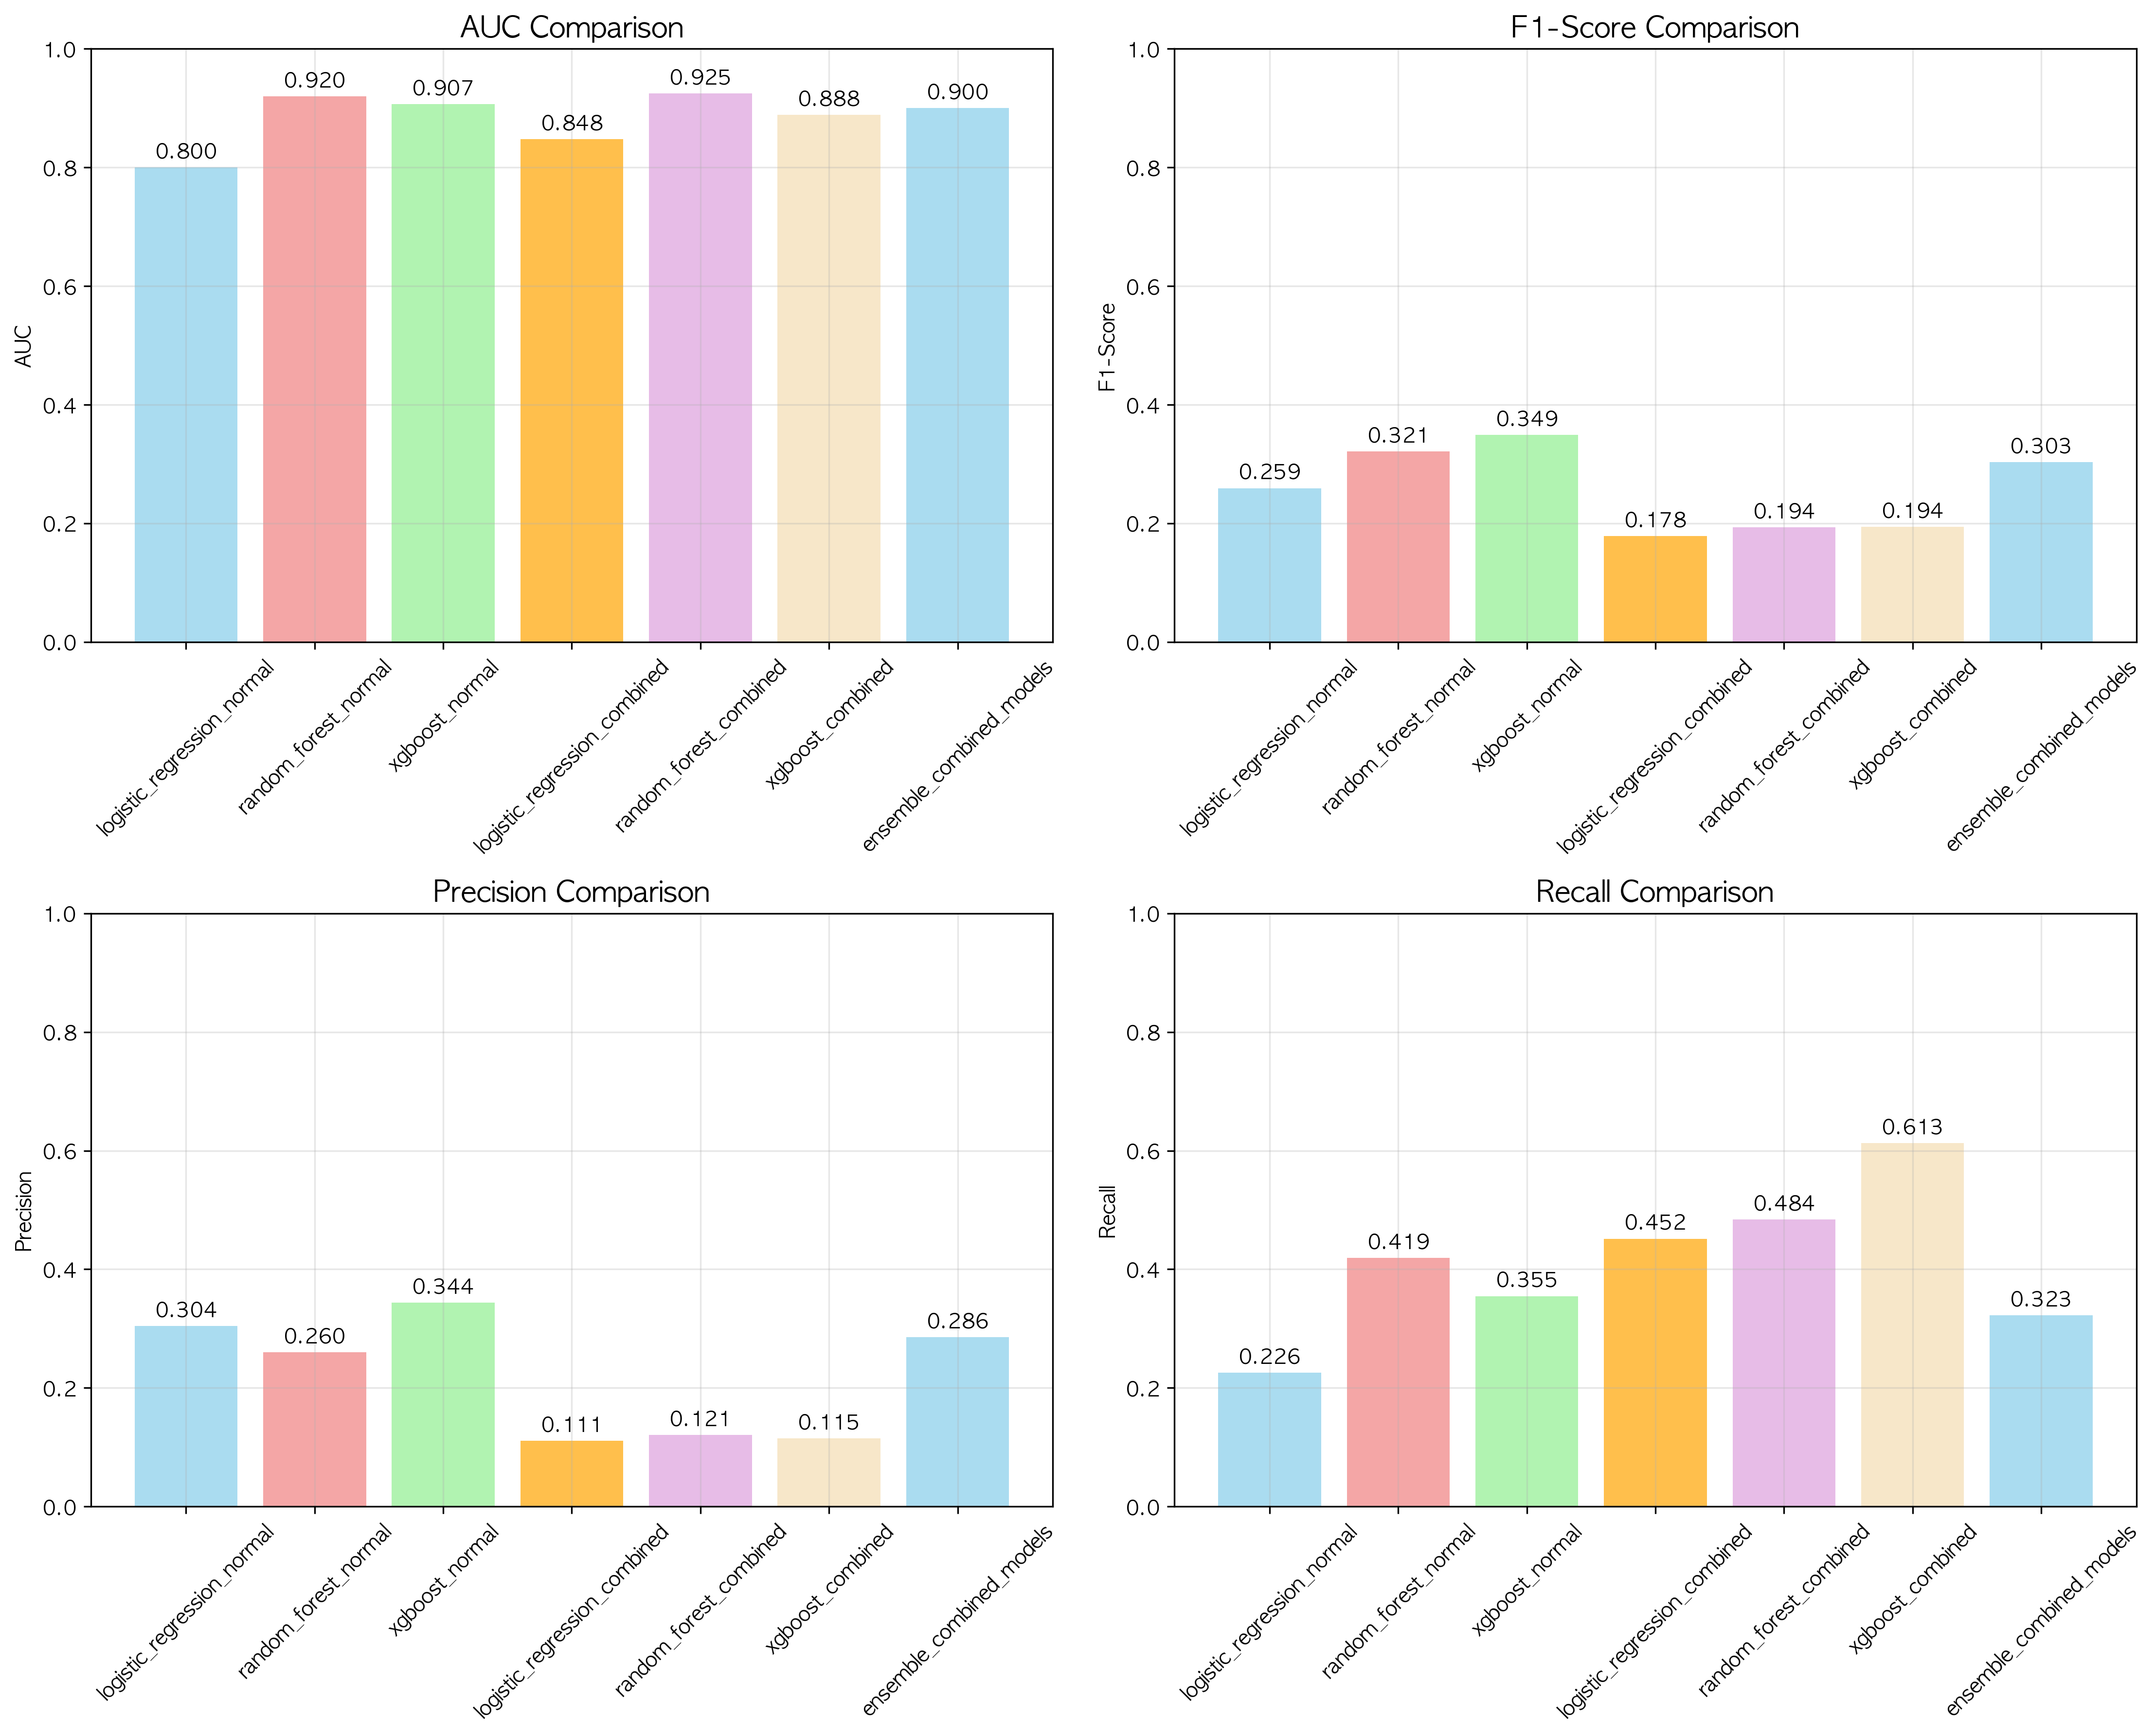 AUC Comparison
1.0
0.8
0.6
0.4
0.2
0.0
AUC
0.800
0.920
0.907
0.848
0.925
0.888
0.900
logistic_regression_normal
random_forest_normal
xgboost_normal
logistic_regression_combined
random_forest_combined
xgboost_combined
ensemble_combined_models
F1-Score Comparison
1.0
0.8
0.6
0.4
0.2
0.0
F1-Score
0.259
0.321
0.349
0.178
0.194
0.194
0.303
logistic_regression_normal
random_forest_normal
xgboost_normal
logistic_regression_combined
random_forest_combined
xgboost_combined
ensemble_combined_models
Precision Comparison
1.0
0.8
0.6
0.4
0.2
0.0
Precision
0.304
0.260
0.344
0.111
0.121
0.115
0.286
logistic_regression_normal
random_forest_normal
xgboost_normal
logistic_regression_combined
random_forest_combined
xgboost_combined
ensemble_combined_models
Recall Comparison
1.0
0.8
0.6
0.4
0.2
0.0
Recall
0.226
0.419
0.355
0.452
0.484
0.613
0.323
logistic_regression_normal
random_forest_normal
xgboost_normal
logistic_regression_combined
random_forest_combined
xgboost_combined
ensemble_combined_models